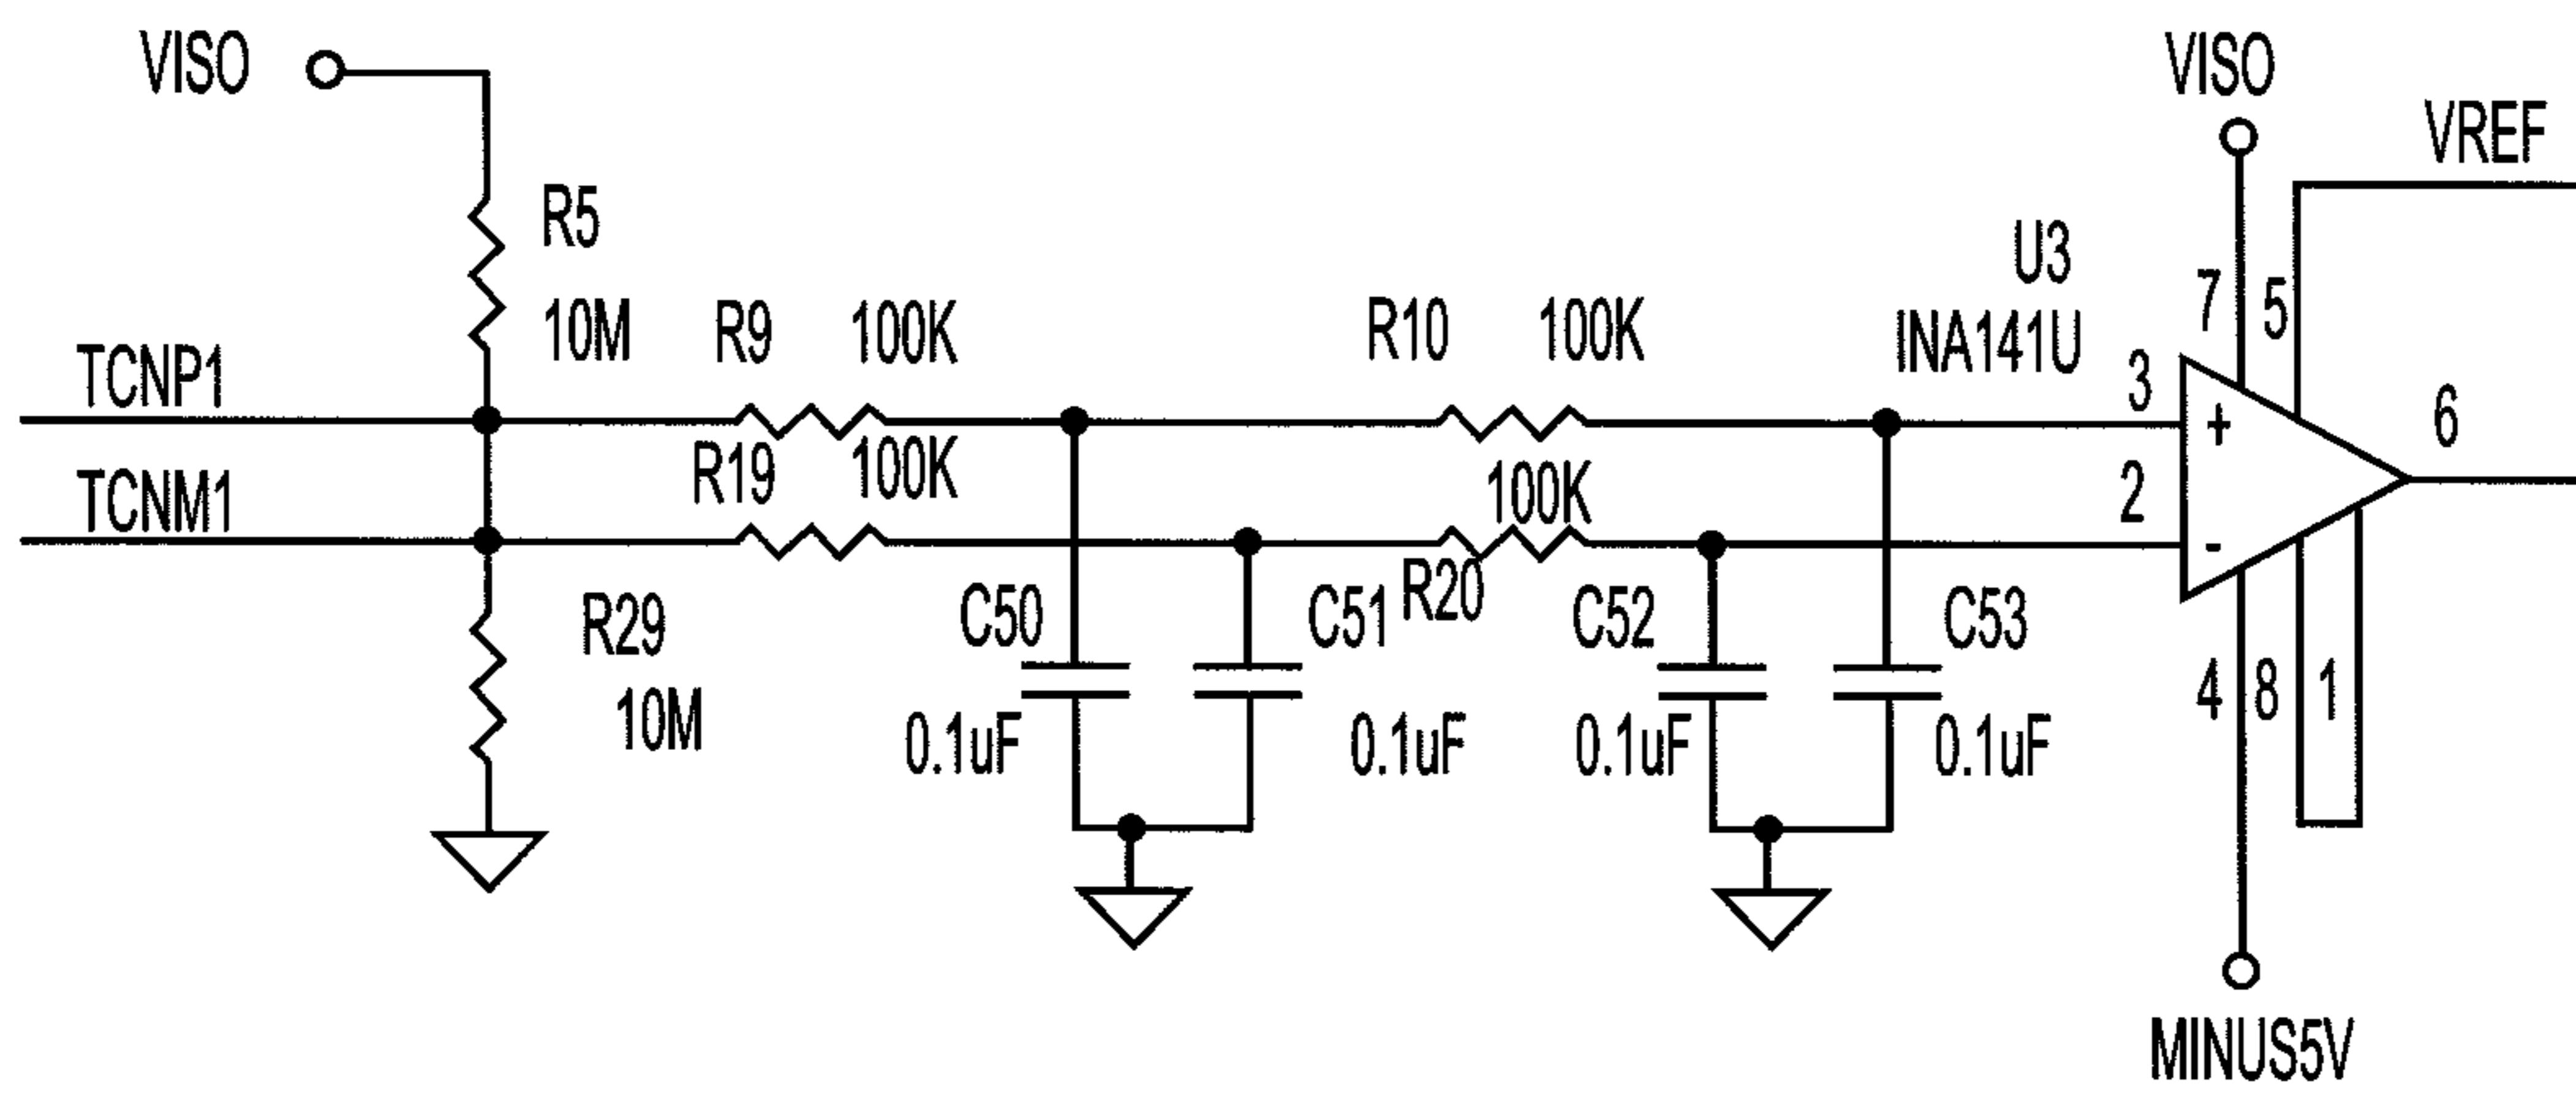 VISO
VISO
VREF
R5
U3
7
5
10M
R9
100K
R10
100K
INA141U
3
TCNP1
6
R19
100K
100K
2
TCNM1
+
-
R29
C50
C51
R20
C52
C53
10M
4
8
1
0.1uF
0.1uF
0.1uF
0.1uF
MINUS5V